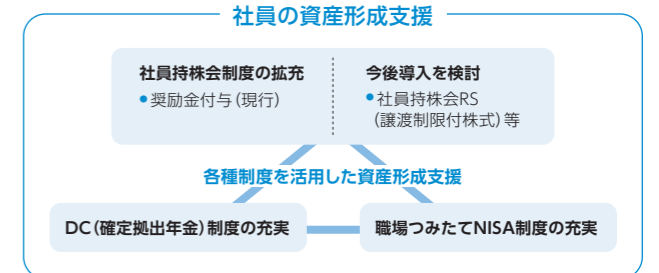 社員の資産形成支援
社員持株会制度の拡充
●奨励金付与（現行）
今後導入を検討
●社員持株会RS
（譲渡制限付株式）等
各種制度を活用した資産形成支援
DC（確定拠出年金）制度の充実
職場つみたてNISA制度の充実